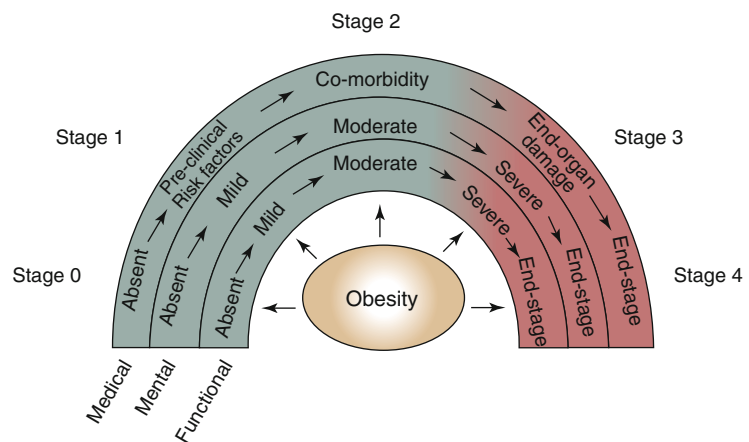 Stage 2
Co-morbidity
Stage 1
Pre-clinical
Risk factors
End-organ
damage
Stage 3
Moderate
Mild
Severe
Moderate
Mild
Severe
Stage 0
Absent
Absent
Absent
Obesity
End-stage
End-stage
End-stage
Stage 4
Medical
Mental
Functional